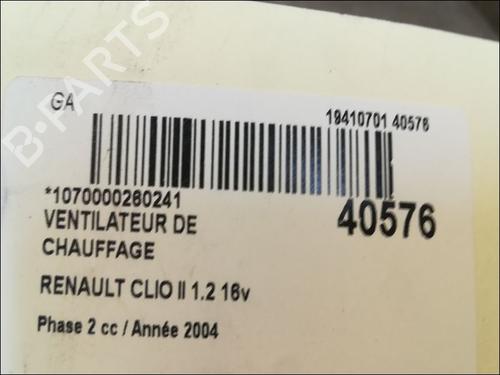 GA
19410701 40576
*1070000260241
40576
VENTILATEUR DE
CHAUFFAGE
RENAULT CLIO II 1.2 16v
Phase 2 cc / Année 2004
B-PARTS